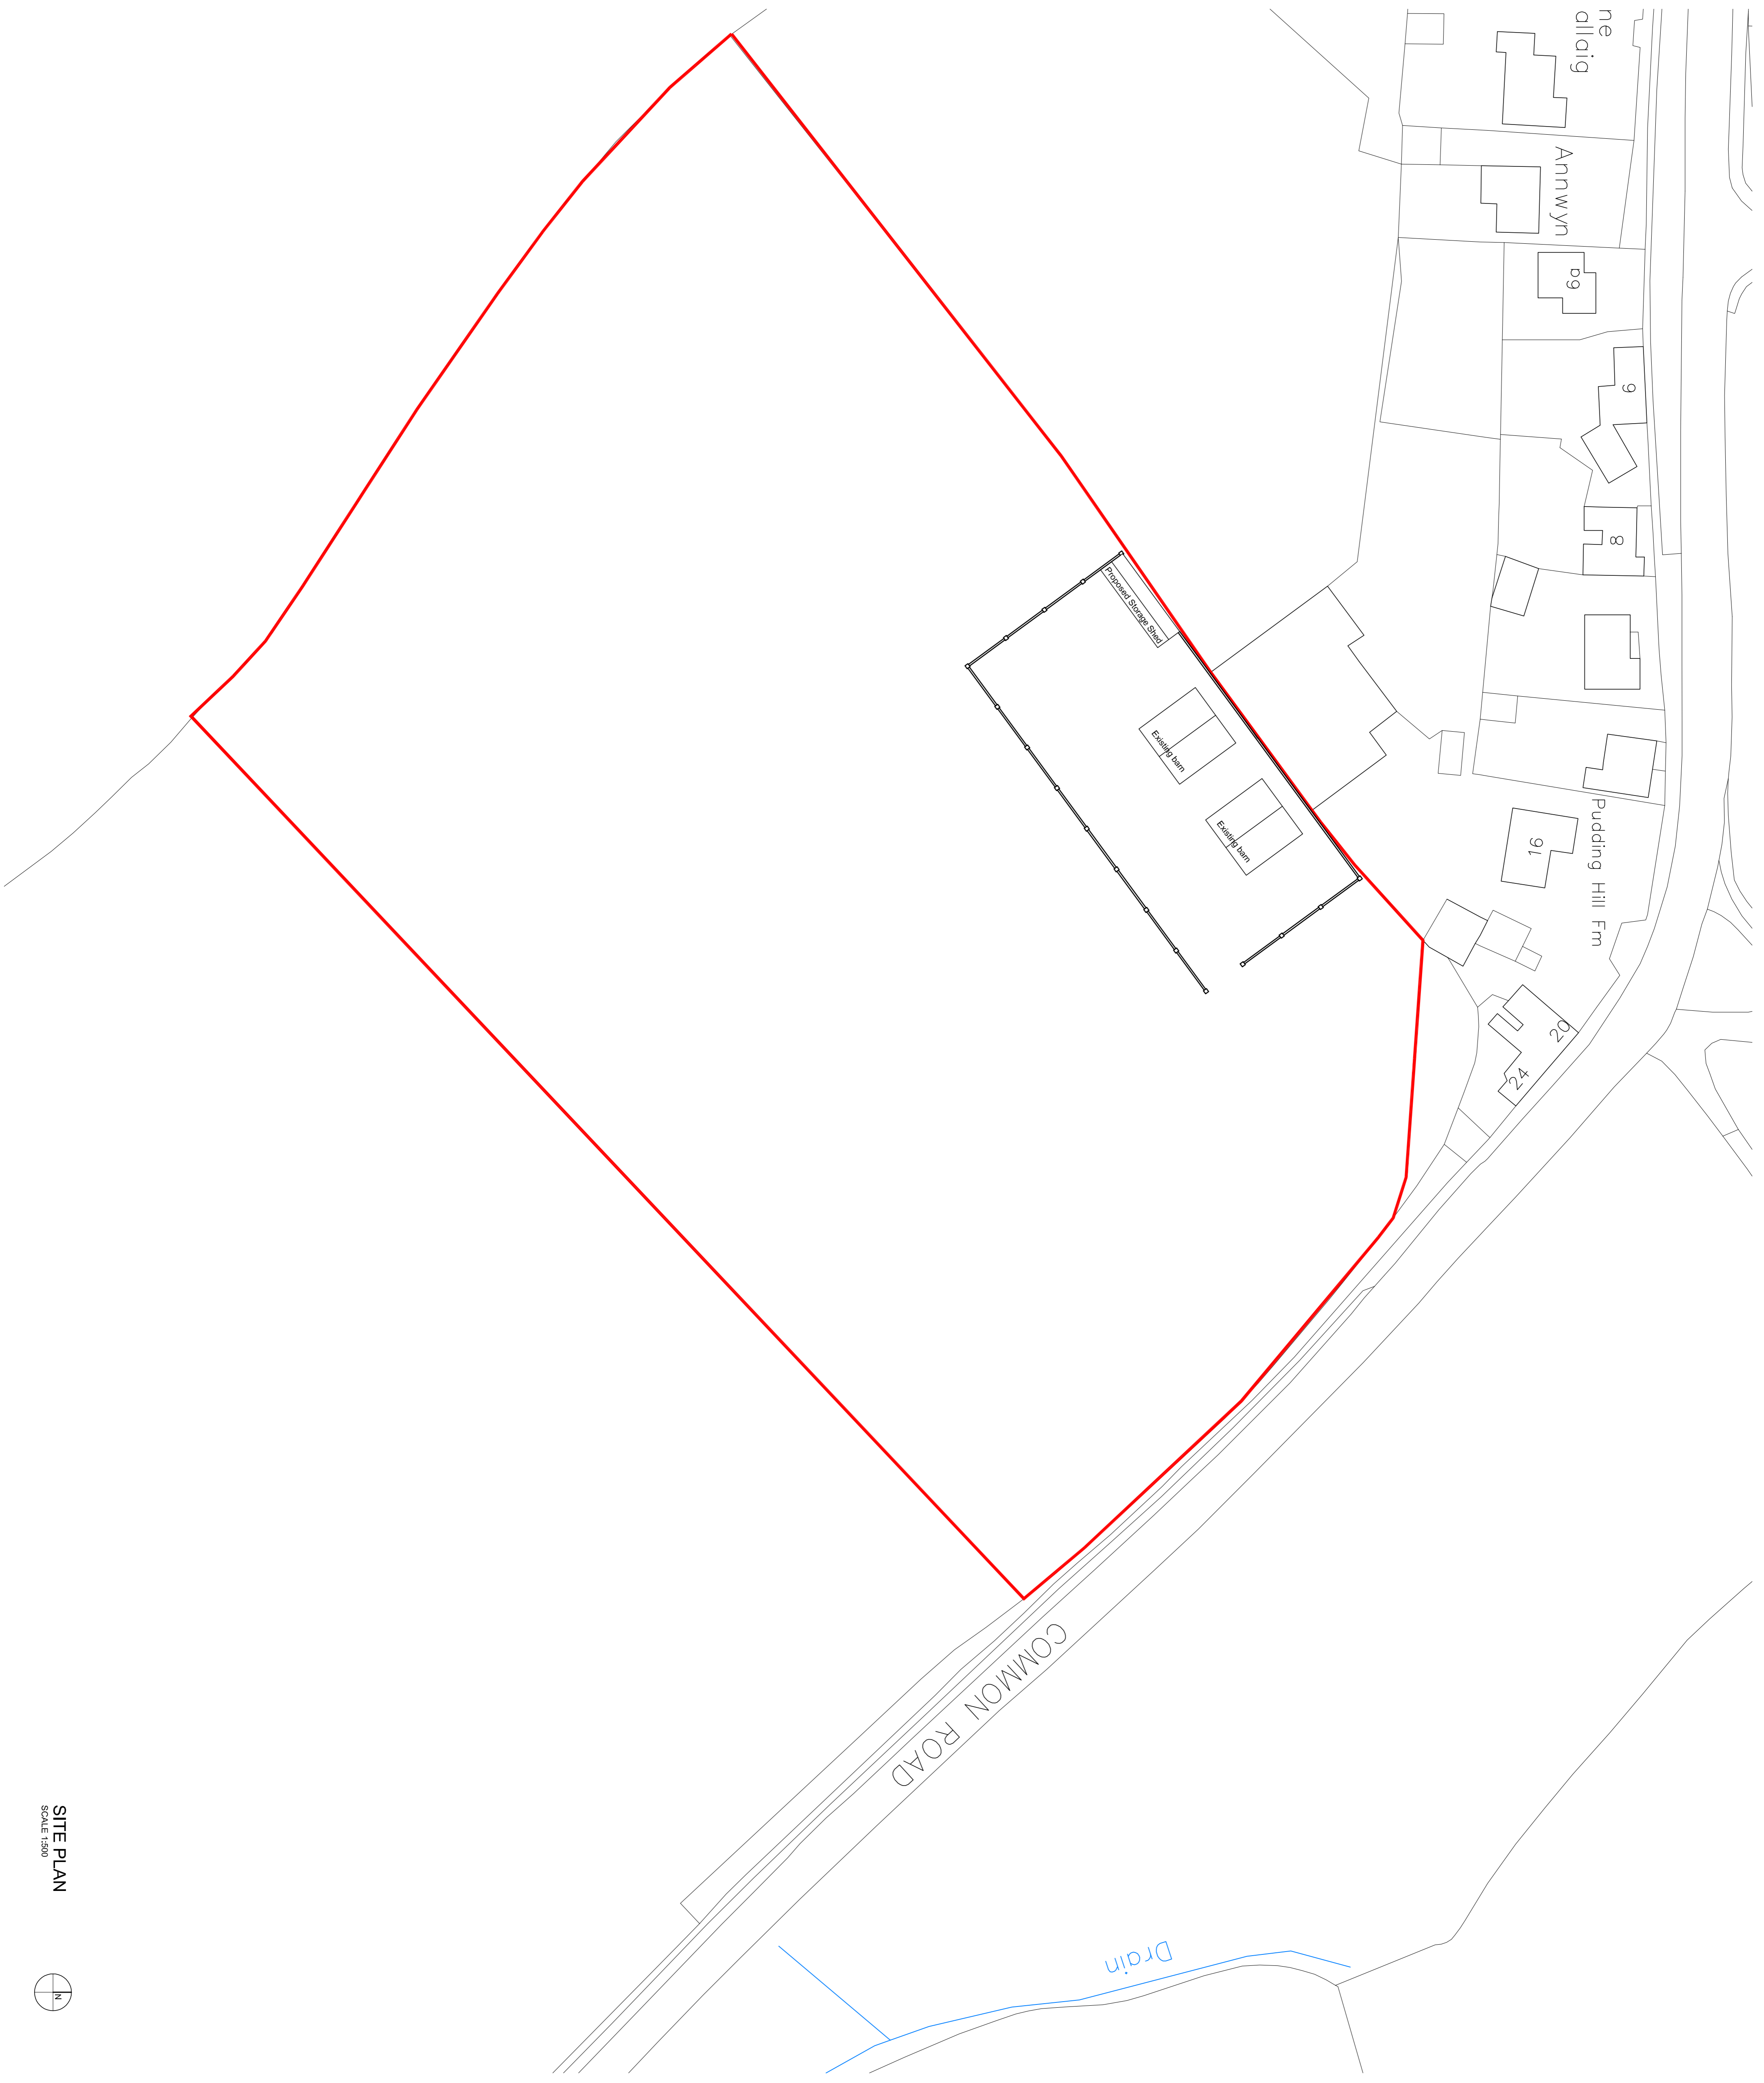 ne
allaig
Annwyn
9a
9
8
16
Pudding Hill Fm
20
24
Proposed Storage Shed
Existing barn
Existing barn
COMMON ROAD
Drain
SITE PLAN
SCALE 1:500
N